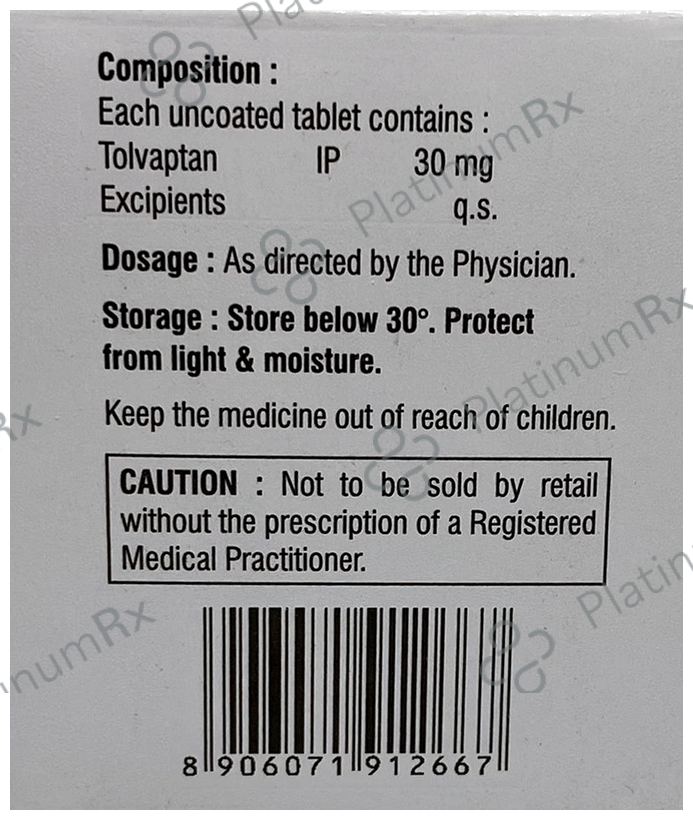 Composition :
Each uncoated tablet contains :
Tolvaptan IP 30 mg
Excipients q.s.
Dosage : As directed by the Physician.
Storage : Store below 30°. Protect
from light & moisture.
Keep the medicine out of reach of children.
CAUTION : Not to be sold by retail
without the prescription of a Registered
Medical Practitioner.
8 906071 912667
PlatinumRx
PlatinumRx